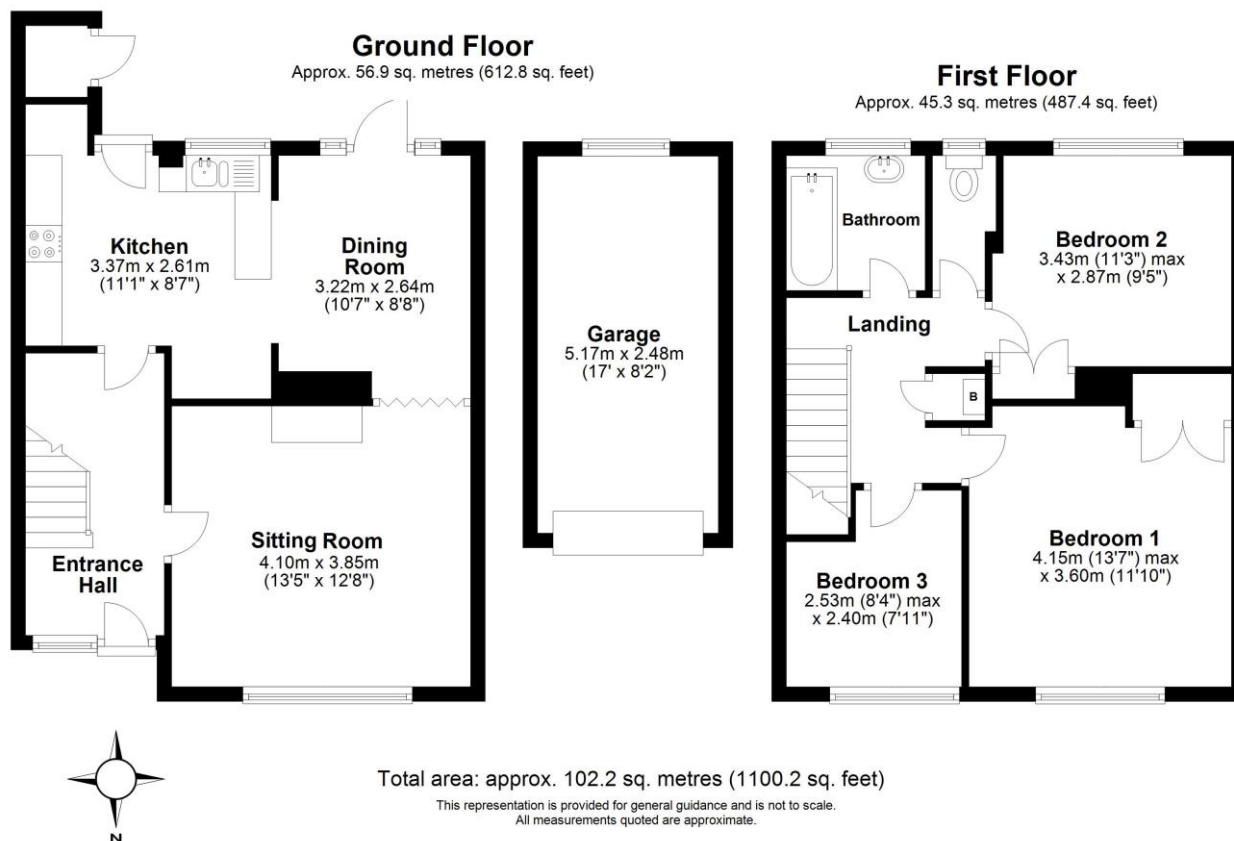 Ground Floor
Approx. 56.9 sq. metres (612.8 sq. feet)
Kitchen
3.37m x 2.61m
(11'1" x 8'7")
Dining
Room
3.22m x 2.64m
(10'7" x 8'8")
Entrance
Hall
Sitting Room
4.10m x 3.85m
(13'5" x 12'8")
Garage
5.17m x 2.48m
(17' x 8'2")
First Floor
Approx. 45.3 sq. metres (487.4 sq. feet)
Bathroom
Bedroom 2
3.43m (11'3") max
x 2.87m (9'5")
Landing
B
Bedroom 1
4.15m (13'7") max
x 3.60m (11'10")
Bedroom 3
2.53m (8'4") max
x 2.40m (7'11")
N
Total area: approx. 102.2 sq. metres (1100.2 sq. feet)
This representation is provided for general guidance and is not to scale.
All measurements quoted are approximate.